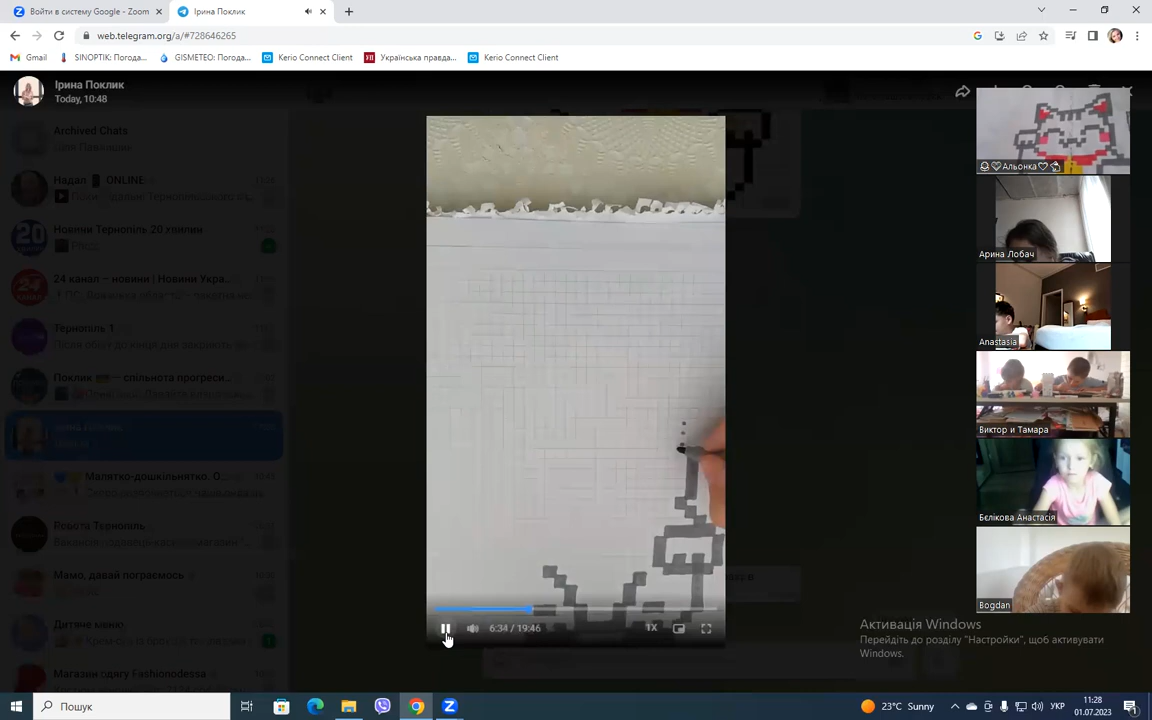 Войти в систему Google - Zoom
Ірина Поклик
web.telegram.org/a/#728646265
Gmail
SINOPTIK: Погода...
GISMETEO: Погода...
Kerio Connect Client
Українська правда...
Kerio Connect Client
Ірина Поклик
Today, 10:48
Archived Chats
Надал ONLINE
Новини Тернопіль 20 хвилин
24 канал – новини | Новини Укра...
Тернопіль 1
Поклик – спільнота прогреси...
Малятко-дошкільнятко. О...
Робота Тернопіль
Мамо, давай пограємось
Дитяче меню
Магазин одягу Fashionodessa
6:34 / 19:46
1X
Альонка
Арина Лобач
Anastasia
Виктор и Тамара
Бєлікова Анастасія
Bogdan
Активація Windows
Перейдіть до розділу "Настройки", щоб активувати
Windows.
Пошук
23°C Sunny
УКР
11:28
01.07.2023